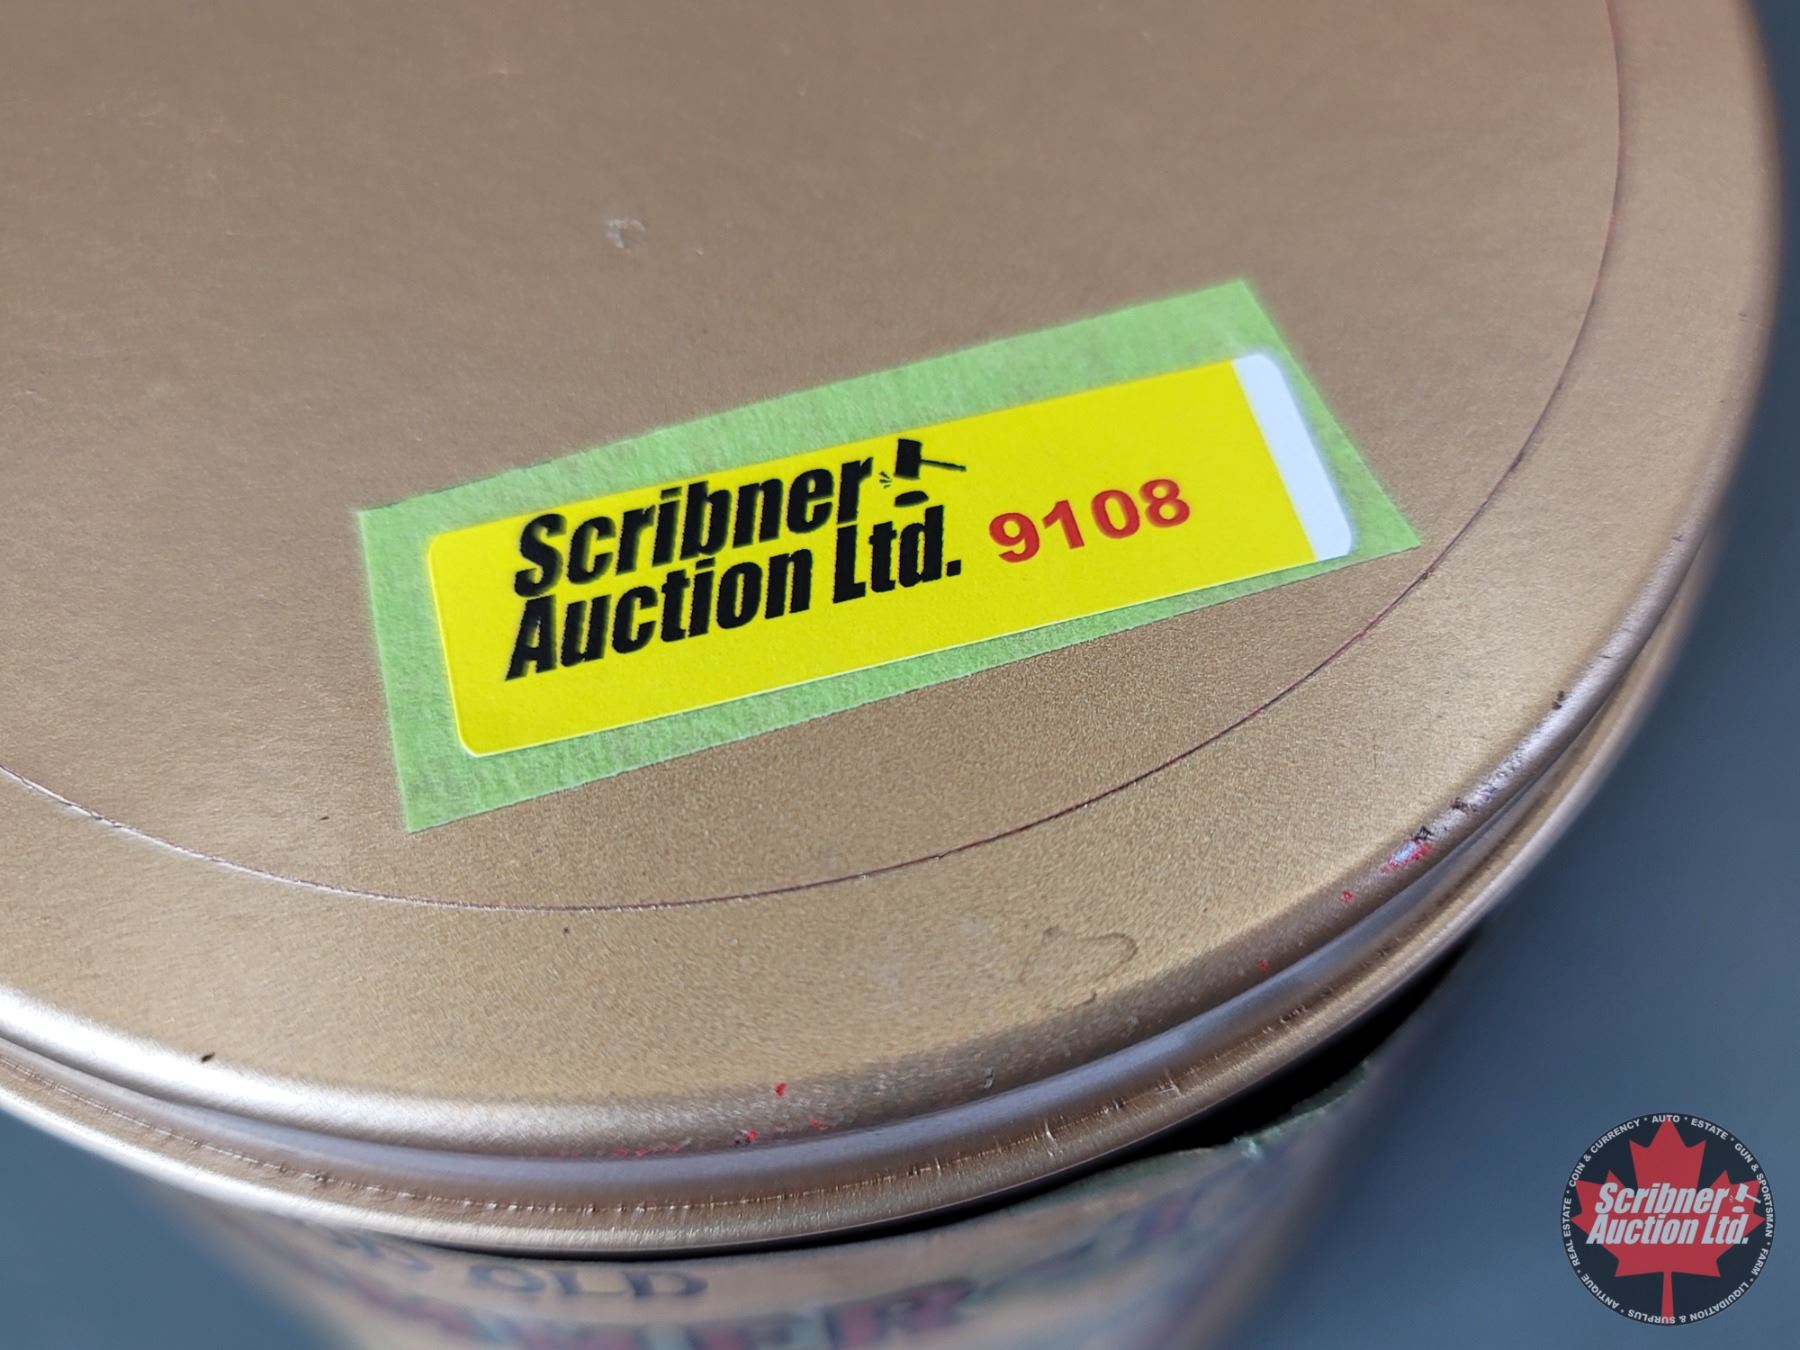 Scribner
Auction Ltd.
9108
OLD
REAL ESTATE * COIN & CURRENCY * AUTO * ESTATE * GUN & SPORTSMAN * FARM * LIQUIDATION & SURPLUS * ANTIQUE *
Scribner
Auction Ltd.